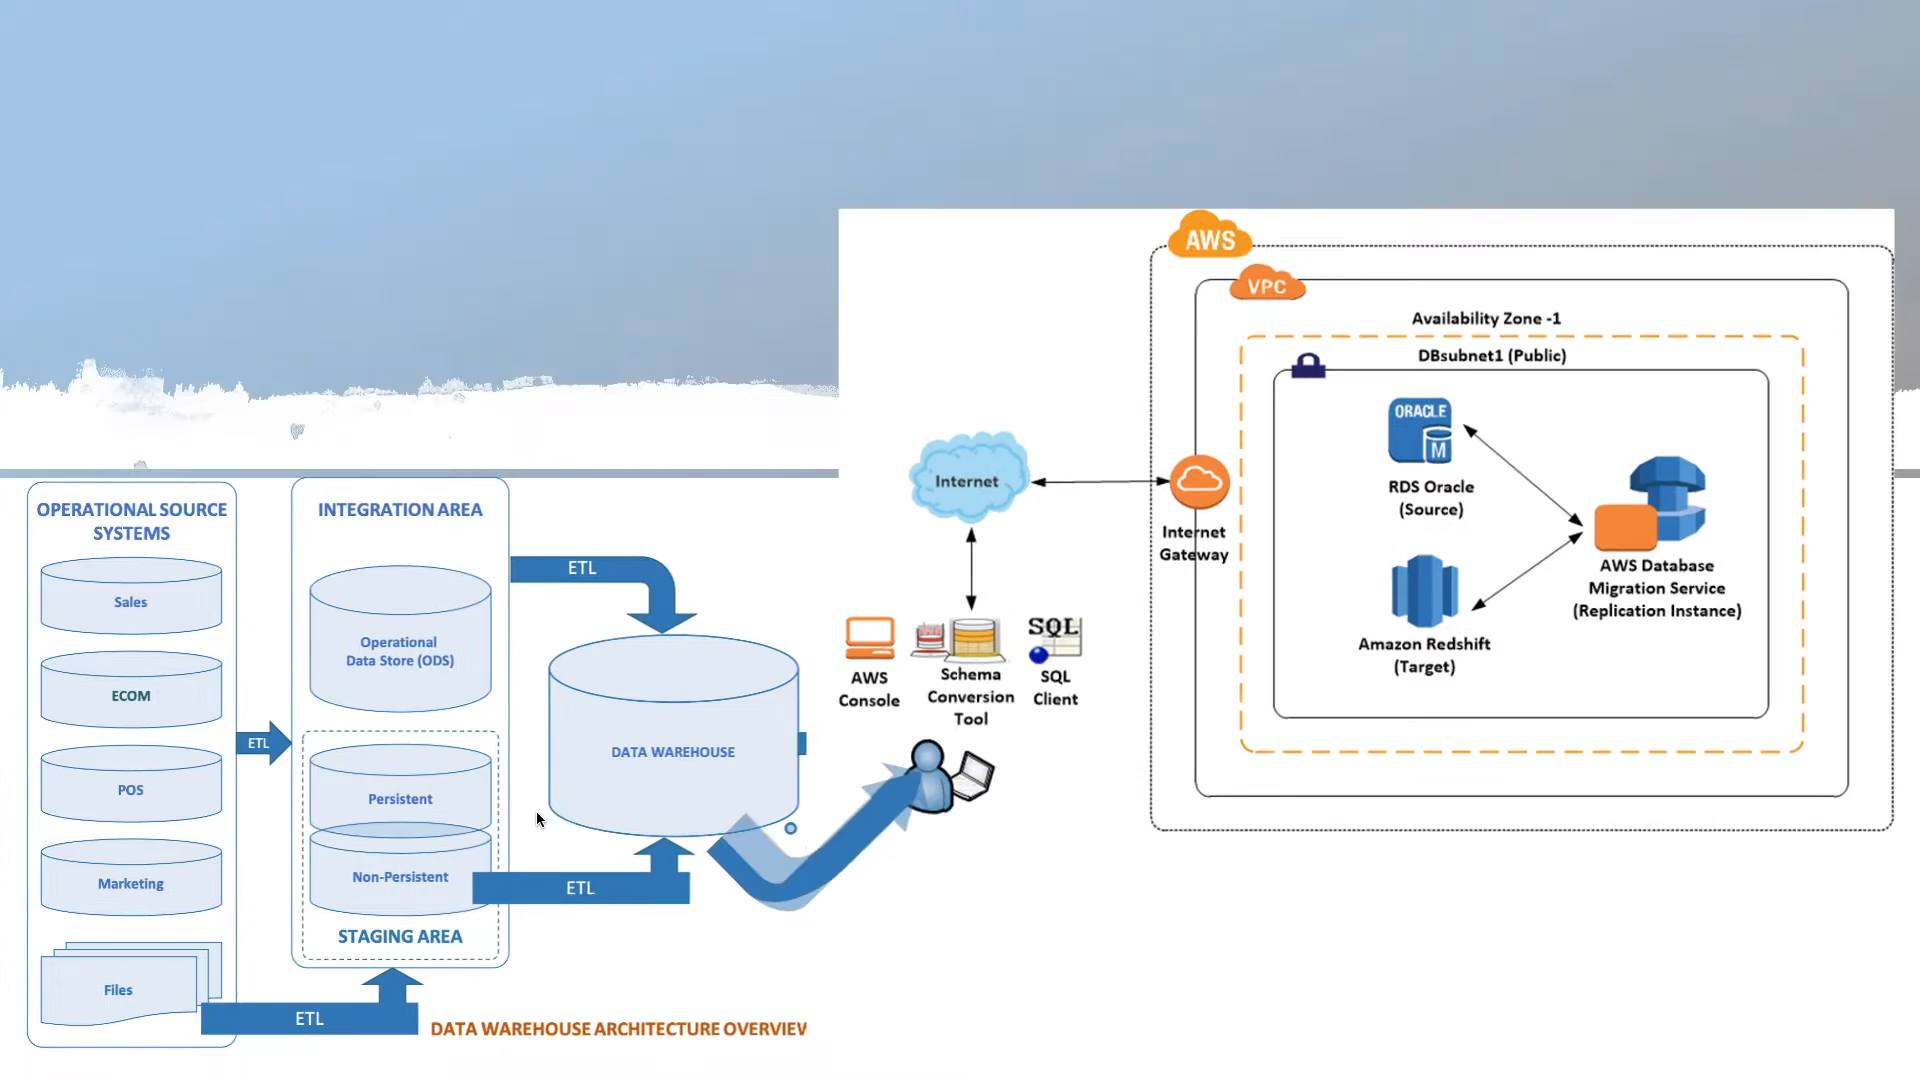 OPERATIONAL SOURCE
SYSTEMS
Sales
ECOM
POS
Marketing
Files
ETL
ETL
INTEGRATION AREA
Operational
Data Store (ODS)
Persistent
Non-Persistent
STAGING AREA
ETL
ETL
DATA WAREHOUSE
DATA WAREHOUSE ARCHITECTURE OVERVIEW
AWS
VPC
Availability Zone -1
DBsubnet1 (Public)
ORACLE
M
RDS Oracle
(Source)
Amazon Redshift
(Target)
AWS Database
Migration Service
(Replication Instance)
Internet
Internet
Gateway
AWS
Console
Schema
Conversion
Tool
SQL
SQL
Client